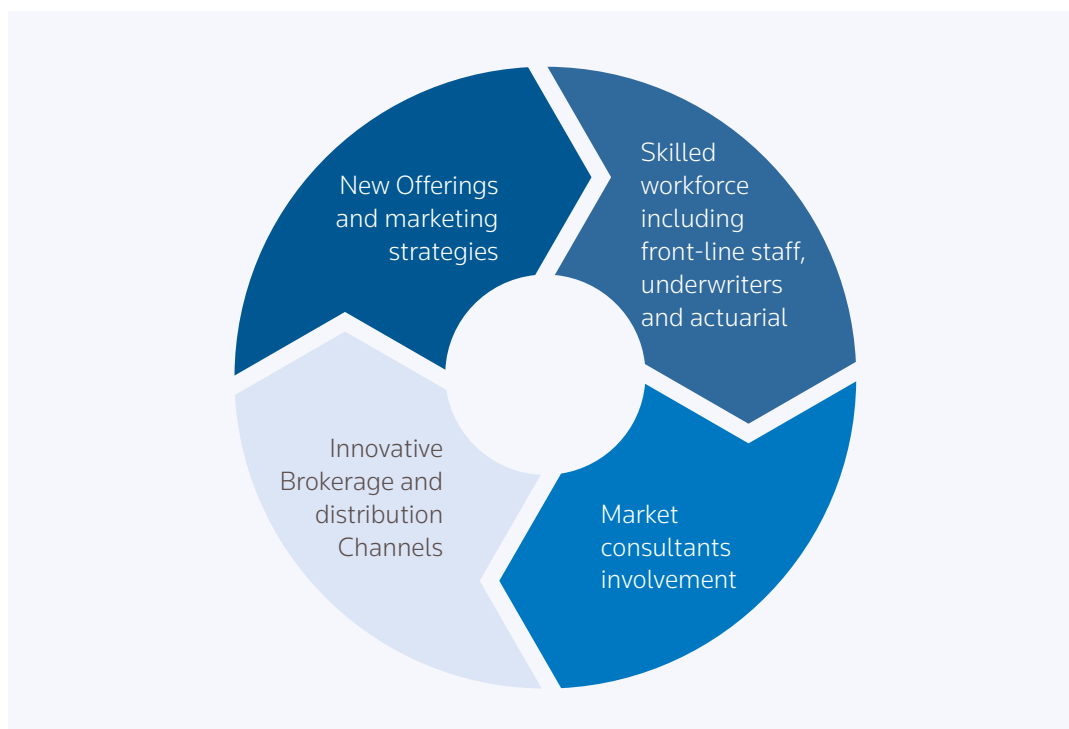 New Offerings
and marketing
strategies
Skilled
workforce
including
front-line staff,
underwriters
and actuarial
Market
consultants
involvement
Innovative
Brokerage and
distribution
Channels